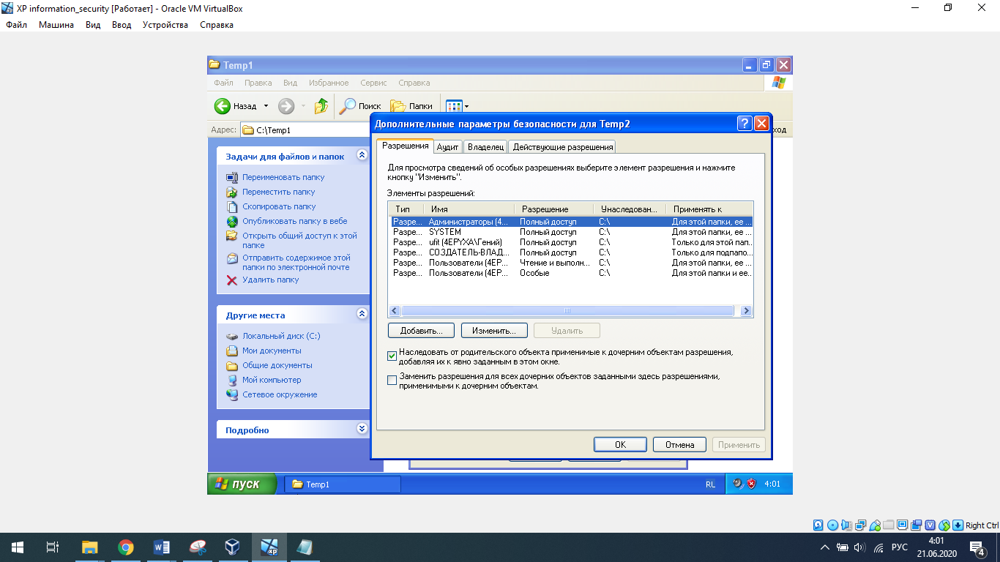 XP information_security [Работает] - Oracle VM VirtualBox
Файл Машина Вид Ввод Устройства Справка
Temp1
Файл Правка Вид Избранное Сервис Справка
Назад Поиск Папки
Адрес: C:\Temp1
ход
Задачи для файлов и папок
Переименовать папку
Переместить папку
Скопировать папку
Опубликовать папку в вебе
Открыть общий доступ к этой
папке
Отправить содержимое этой
папки по электронной почте
Удалить папку
Другие места
Локальный диск (C:)
Мои документы
Общие документы
Мой компьютер
Сетевое окружение
Подробно
Дополнительные параметры безопасности для Temp2
Разрешения Аудит Владелец Действующие разрешения
Для просмотра сведений об особых разрешениях выберите элемент разрешения и нажмите
кнопку "Изменить".
Элементы разрешений:
Тип Имя Разрешение Унаследован... Применять к
Разре... Администраторы (4... Полный доступ C:\ Для этой папки, ее ...
Разре... SYSTEM Полный доступ C:\ Для этой папки, ее ...
Разре... ufit (4EPYXA\Гений) Полный доступ C:\ Только для этой пап...
Разре... СОЗДАТЕЛЬ-ВЛАД... Полный доступ C:\ Только для подпапо...
Разре... Пользователи (4EP... Чтение и выполн... C:\ Для этой папки, ее ...
Разре... Пользователи (4EP... Особые C:\ Для этой папки и ее...
Добавить... Изменить... Удалить
Наследовать от родительского объекта применимые к дочерним объектам разрешения,
добавляя их к явно заданным в этом окне.
Заменить разрешения для всех дочерних объектов заданными здесь разрешениями,
применимыми к дочерним объектам.
OK Отмена Применить
пуск Temp1 RL 4:01
Right Ctrl
РУС 4:01
21.06.2020
4